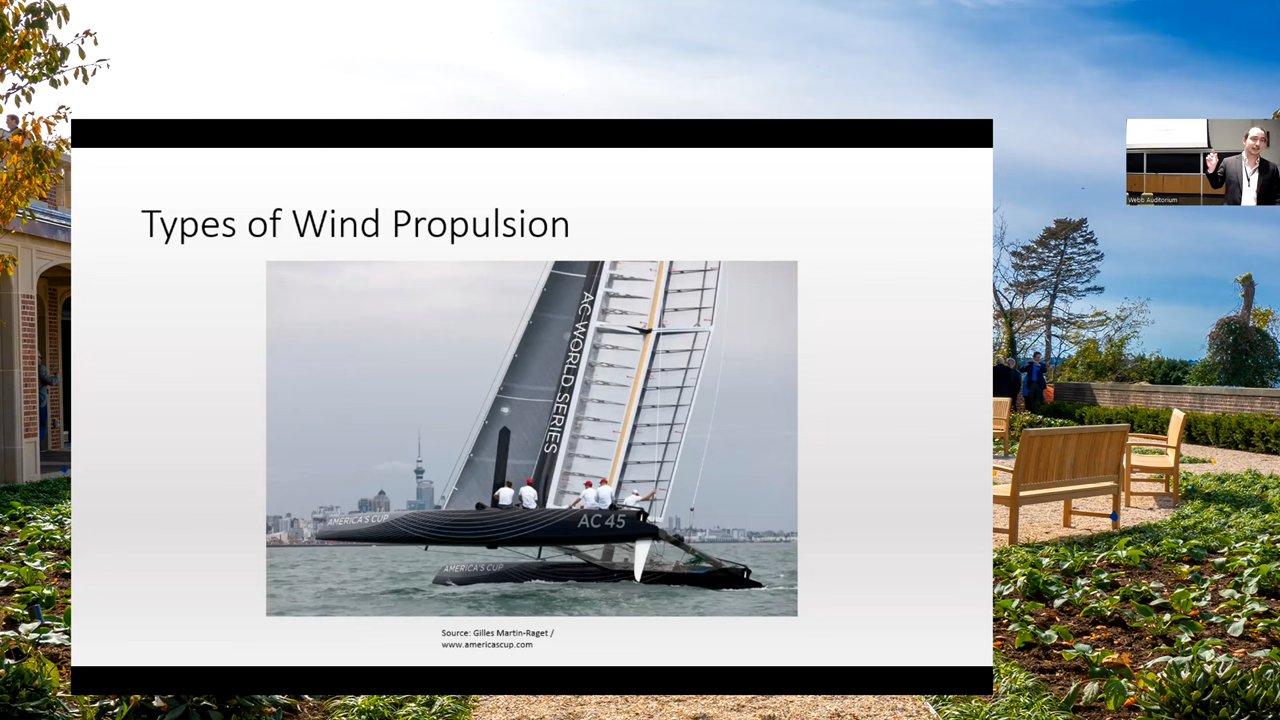 Types of Wind Propulsion
AC WORLD SERIES
AMERICA'S CUP
AC 45
AMERICA'S CUP
Source: Gilles Martin-Raget /
www.americascup.com
Webb Auditorium